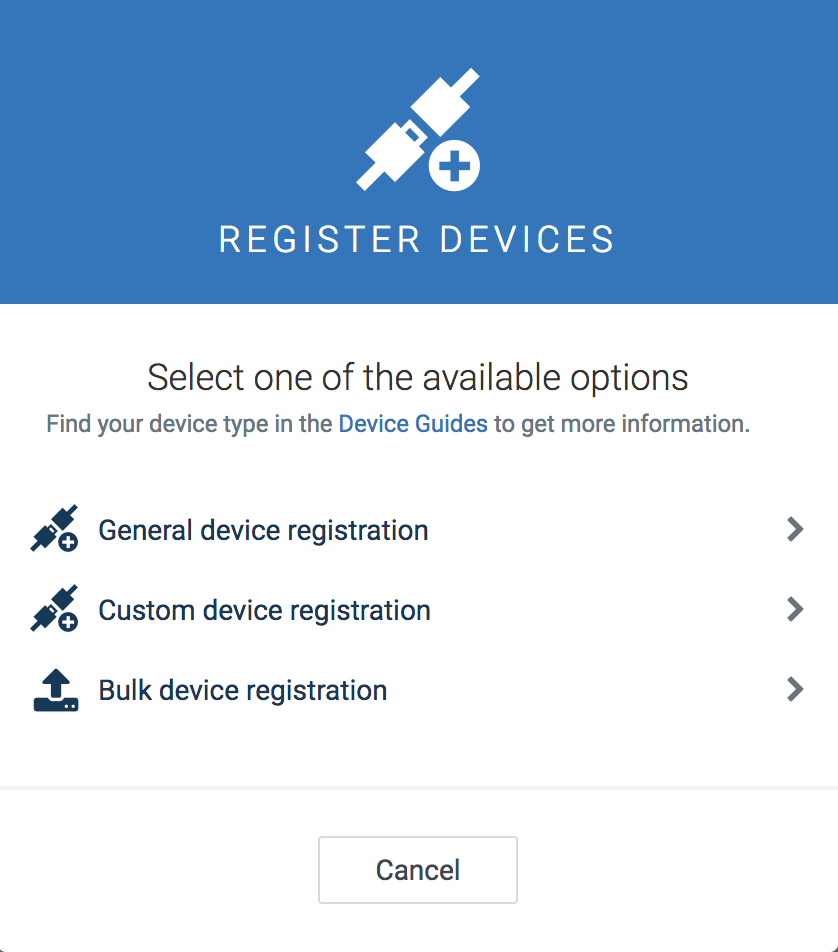 REGISTER DEVICES
Select one of the available options
Find your device type in the Device Guides to get more information.
General device registration
Custom device registration
Bulk device registration
Cancel